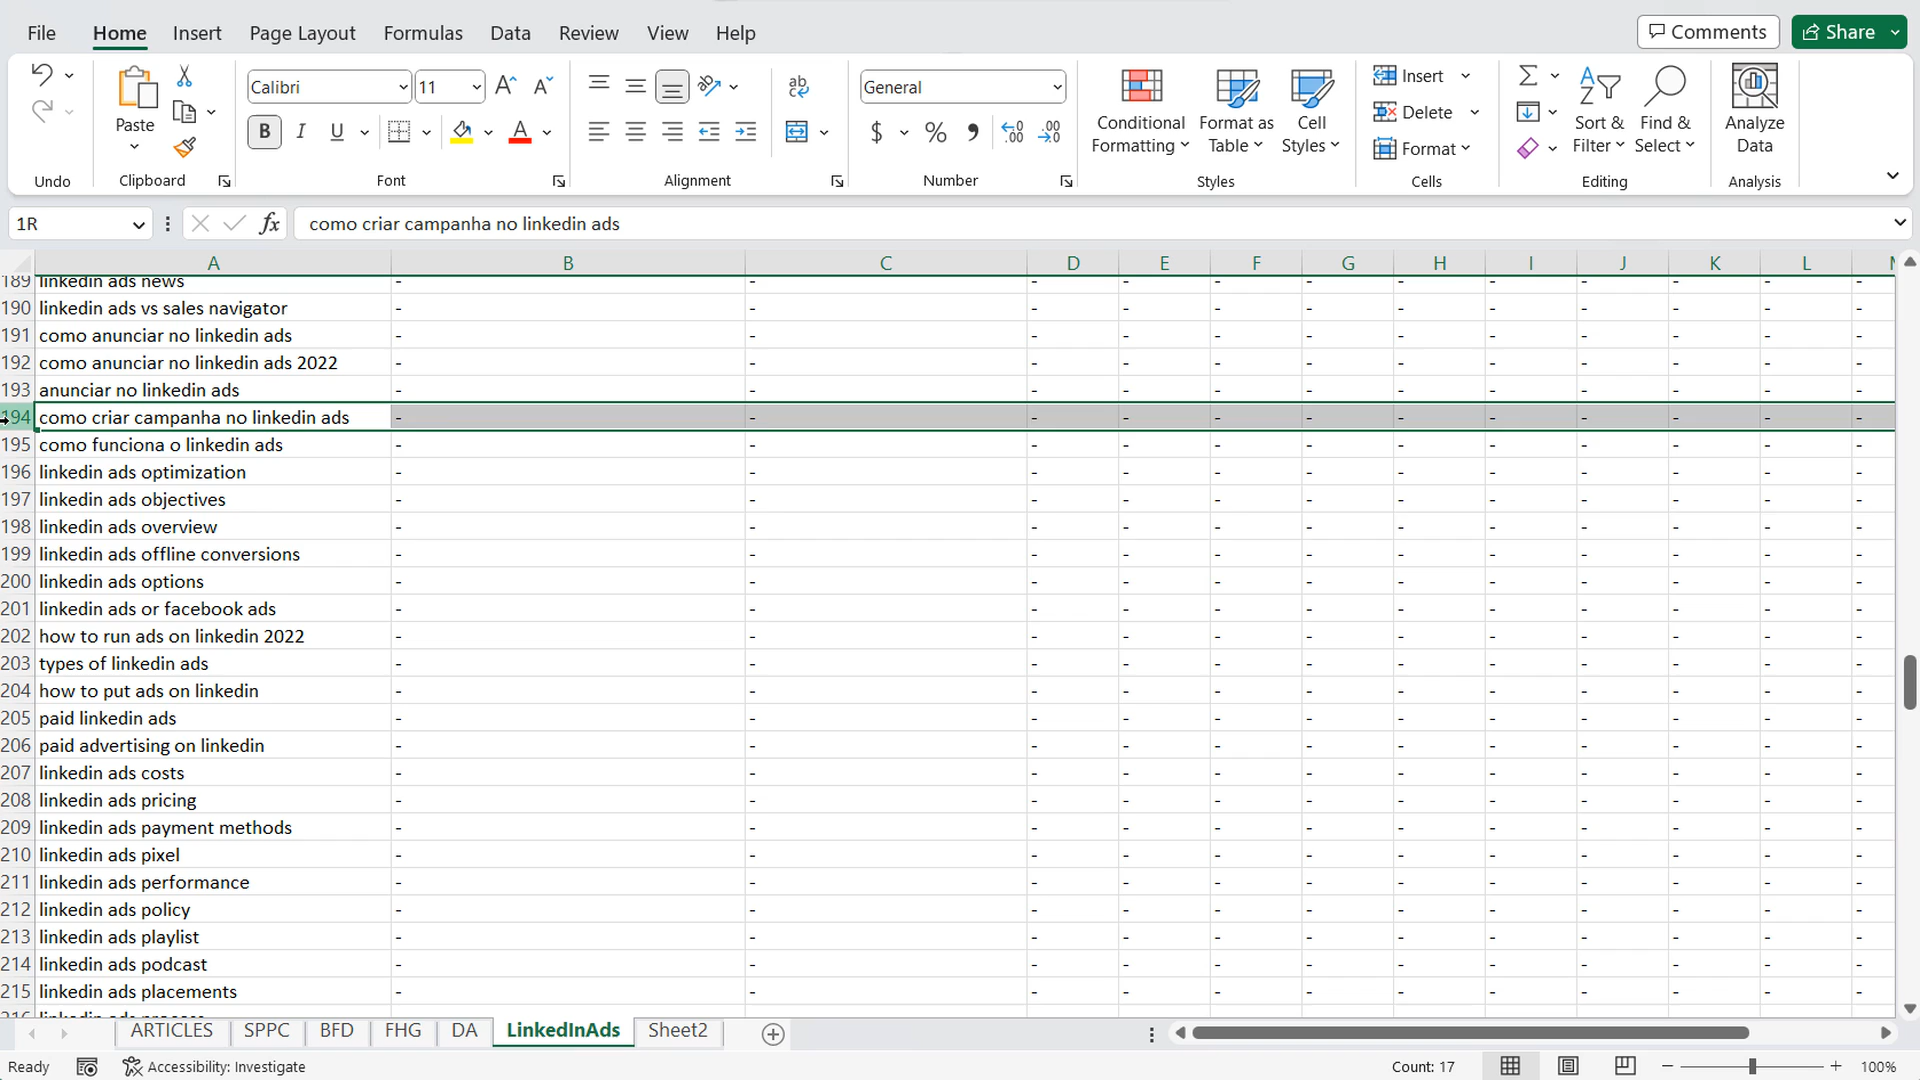 File Home Insert Page Layout Formulas Data Review View Help Comments Share
Calibri 11 General
Paste
B I U A $ % Conditional Formatting Format as Table Cell Styles Insert Delete Format Sort & Filter Find & Select Analyze Data
Undo Clipboard Font Alignment Number Styles Cells Editing Analysis
1R fx como criar campanha no linkedin ads
A B C D E F G H I J K L
189 linkedin ads news - - - - - - - - - - - -
190 linkedin ads vs sales navigator - - - - - - - - - - - -
191 como anunciar no linkedin ads - - - - - - - - - - - -
192 como anunciar no linkedin ads 2022 - - - - - - - - - - - -
193 anunciar no linkedin ads - - - - - - - - - - - -
194 como criar campanha no linkedin ads - - - - - - - - - - - -
195 como funciona o linkedin ads - - - - - - - - - - - -
196 linkedin ads optimization - - - - - - - - - - - -
197 linkedin ads objectives - - - - - - - - - - - -
198 linkedin ads overview - - - - - - - - - - - -
199 linkedin ads offline conversions - - - - - - - - - - - -
200 linkedin ads options - - - - - - - - - - - -
201 linkedin ads or facebook ads - - - - - - - - - - - -
202 how to run ads on linkedin 2022 - - - - - - - - - - - -
203 types of linkedin ads - - - - - - - - - - - -
204 how to put ads on linkedin - - - - - - - - - - - -
205 paid linkedin ads - - - - - - - - - - - -
206 paid advertising on linkedin - - - - - - - - - - - -
207 linkedin ads costs - - - - - - - - - - - -
208 linkedin ads pricing - - - - - - - - - - - -
209 linkedin ads payment methods - - - - - - - - - - - -
210 linkedin ads pixel - - - - - - - - - - - -
211 linkedin ads performance - - - - - - - - - - - -
212 linkedin ads policy - - - - - - - - - - - -
213 linkedin ads playlist - - - - - - - - - - - -
214 linkedin ads podcast - - - - - - - - - - - -
215 linkedin ads placements - - - - - - - - - - - -
ARTICLES SPPC BFD FHG DA LinkedInAds Sheet2
Ready Accessibility: Investigate Count: 17 100%